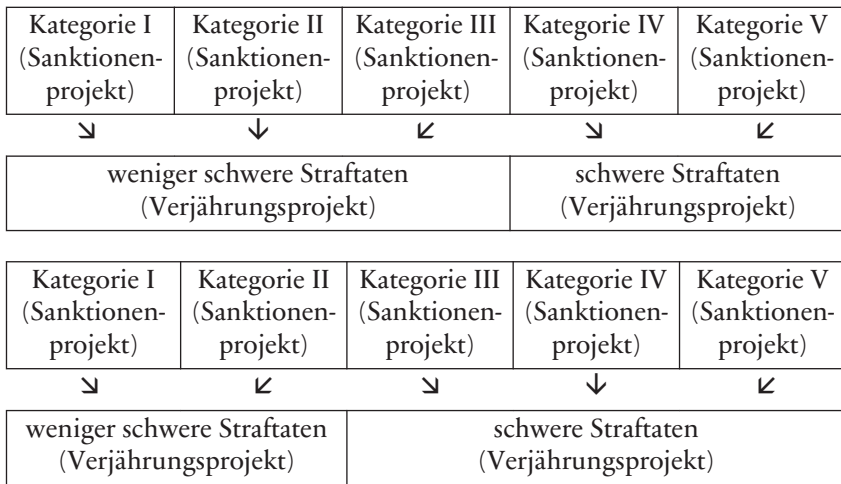 Kategorie I Kategorie II Kategorie III Kategorie IV Kategorie V
(Sanktionen- (Sanktionen- (Sanktionen- (Sanktionen- (Sanktionen-
projekt) projekt) projekt) projekt) projekt)
↘ ↓ ↙ ↘ ↙
weniger schwere Straftaten schwere Straftaten
(Verjährungsprojekt) (Verjährungsprojekt)
Kategorie I Kategorie II Kategorie III Kategorie IV Kategorie V
(Sanktionen- (Sanktionen- (Sanktionen- (Sanktionen- (Sanktionen-
projekt) projekt) projekt) projekt) projekt)
↘ ↙ ↘ ↓ ↙
weniger schwere Straftaten schwere Straftaten
(Verjährungsprojekt) (Verjährungsprojekt)